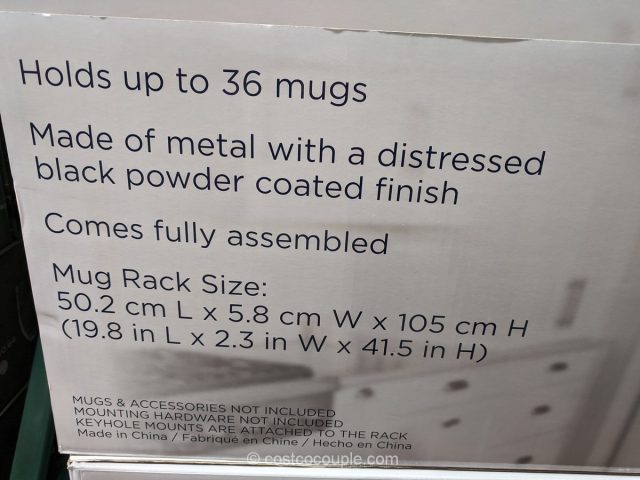 Holds up to 36 mugs
Made of metal with a distressed
black powder coated finish
Comes fully assembled
Mug Rack Size:
50.2 cm L x 5.8 cm W x 105 cm H
(19.8 in L x 2.3 in W x 41.5 in H)
MUGS & ACCESSORIES NOT INCLUDED
MOUNTING HARDWARE NOT INCLUDED
KEYHOLE MOUNTS ARE ATTACHED TO THE RACK
Made in China / Fabriqué en Chine / Hecho en China
© costcocouple.com